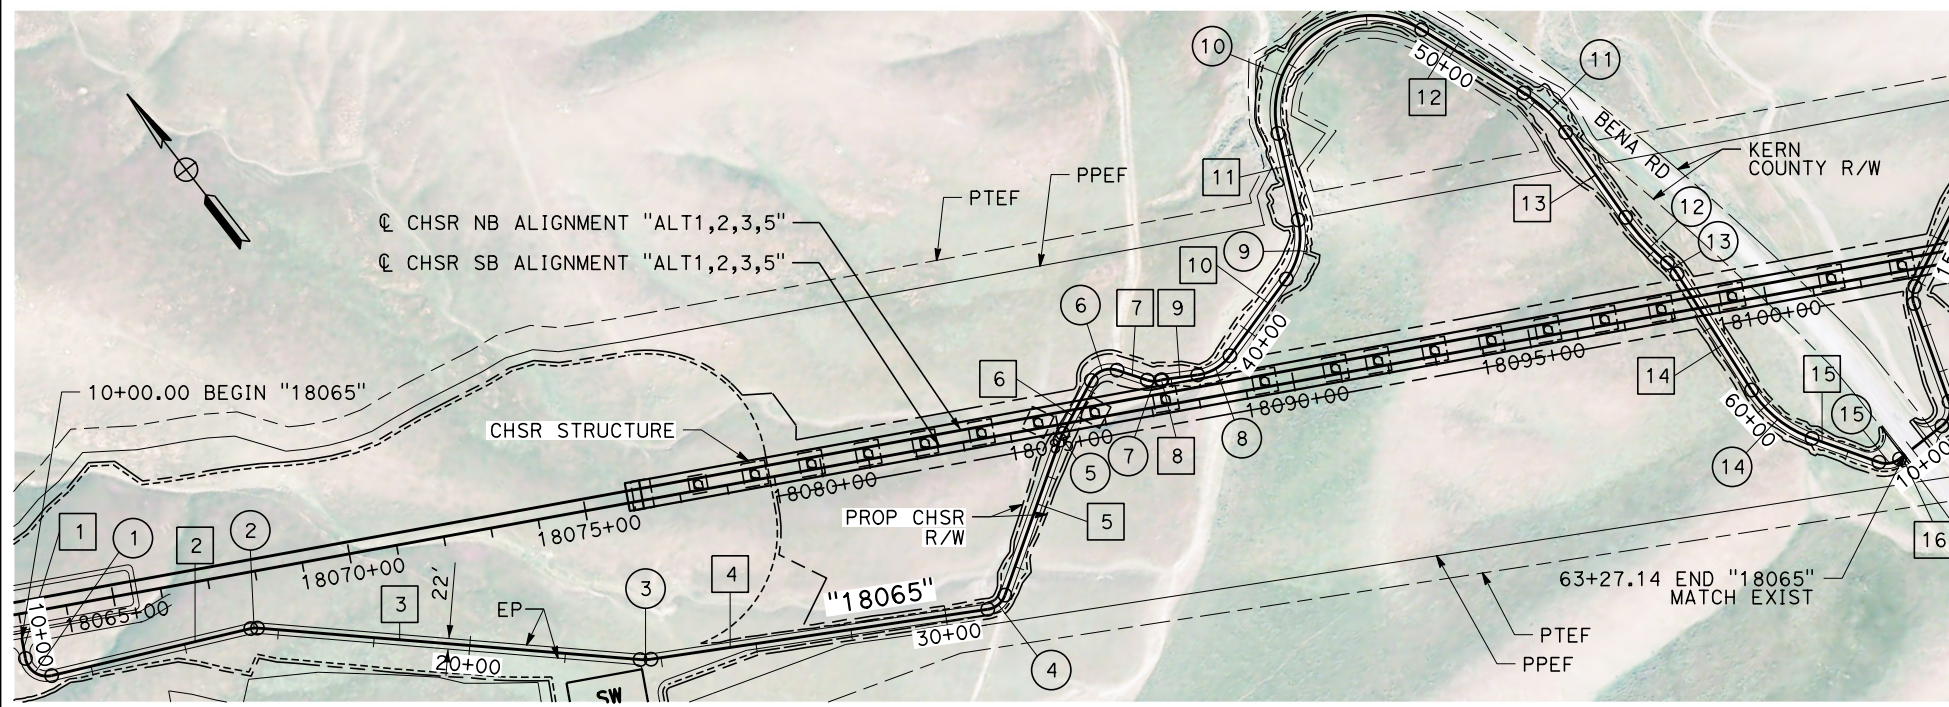 10
11
50+00
12
BENA RD
KERN
COUNTY R/W
PTEF
PPEF
11
13
12
13
℄ CHSR NB ALIGNMENT "ALT1,2,3,5"
℄ CHSR SB ALIGNMENT "ALT1,2,3,5"
9
10
6
7
9
40+00
18100+00
18095+00
6
14
15
10+00.00 BEGIN "18065"
18090+00
60+00
15
CHSR STRUCTURE
18085+00
5
7
8
8
14
10+00
18080+00
PROP CHSR
R/W
5
18075+00
1
1
2
2
18070+00
16
3
22'
4
3
EP
"18065"
63+27.14 END "18065"
MATCH EXIST
18065+00
10+00
20+00
30+00
PTEF
PPEF
4
SW